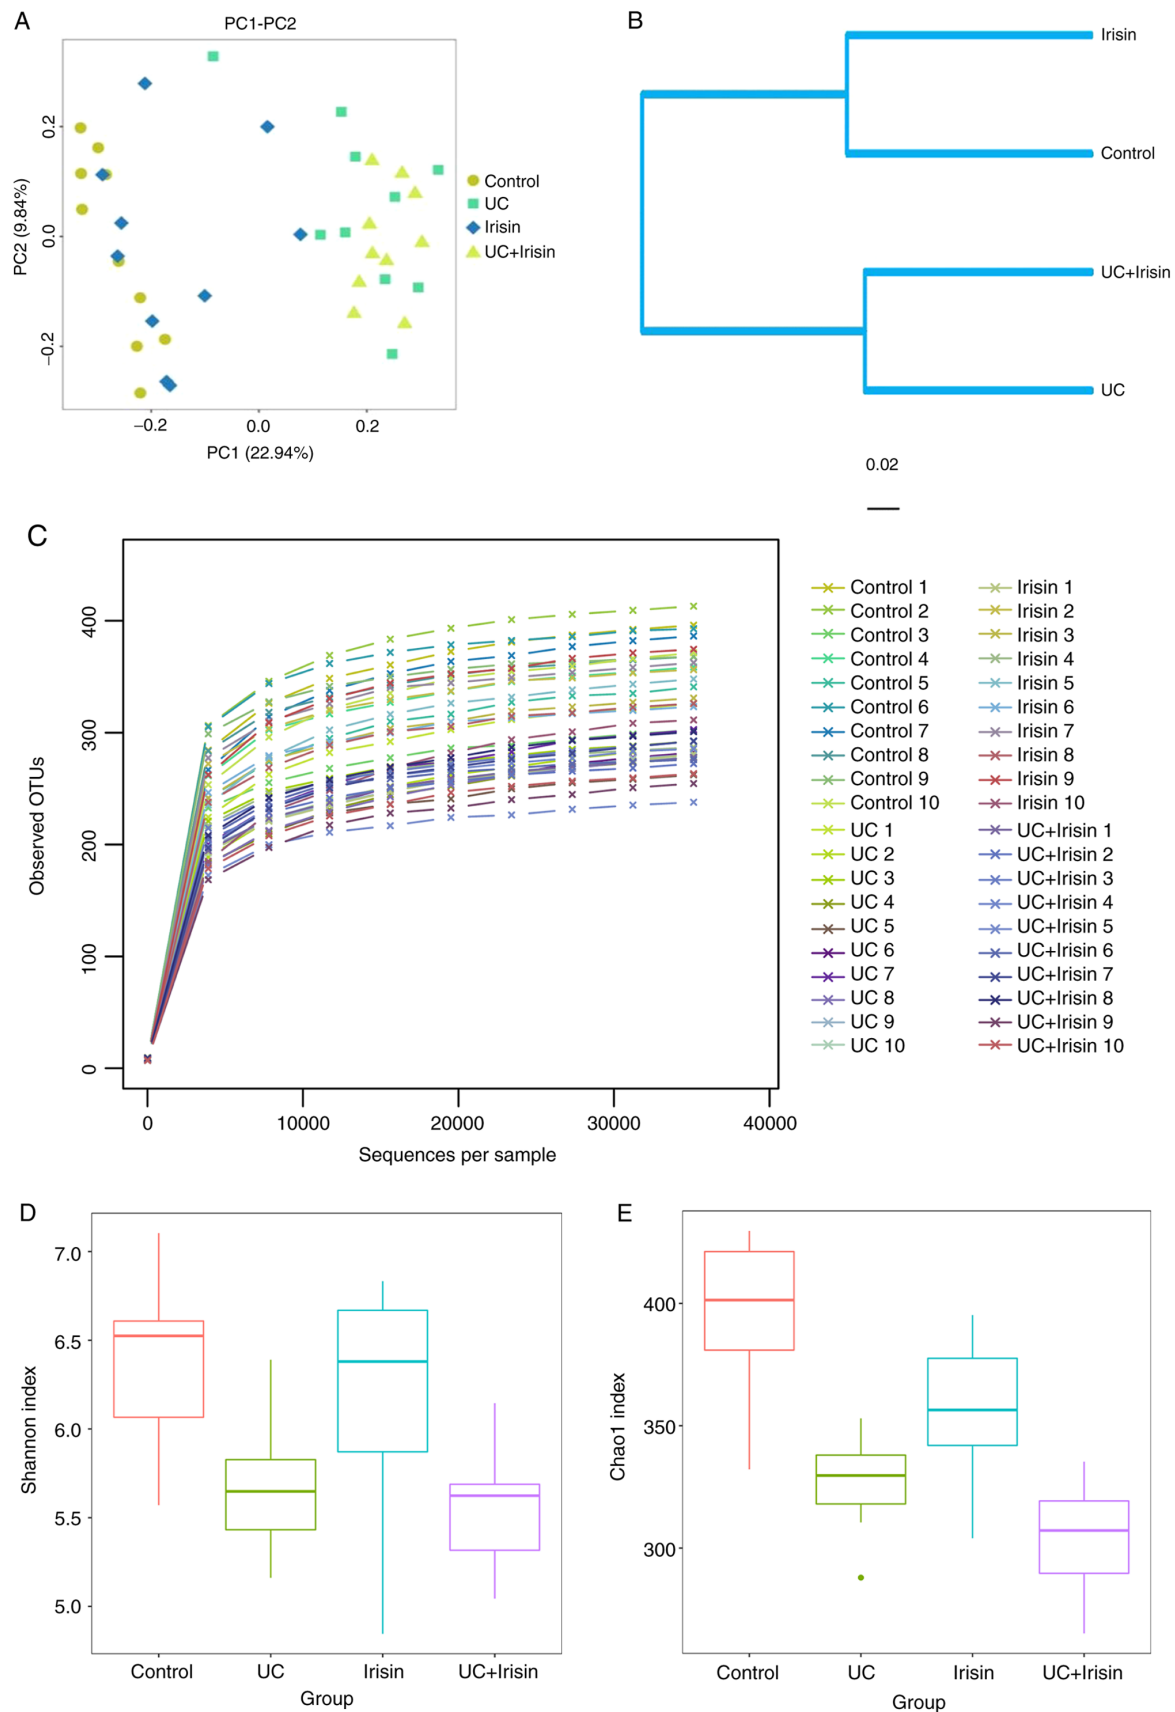 A
PC1-PC2
0.2
0.0
−0.2
PC2 (9.84%)
−0.2
0.0
0.2
PC1 (22.94%)
Control
UC
Irisin
UC+Irisin
B
Irisin
Control
UC+Irisin
UC
0.02
C
400
300
200
100
0
Observed OTUs
0
10000
20000
30000
40000
Sequences per sample
Control 1
Control 2
Control 3
Control 4
Control 5
Control 6
Control 7
Control 8
Control 9
Control 10
UC 1
UC 2
UC 3
UC 4
UC 5
UC 6
UC 7
UC 8
UC 9
UC 10
Irisin 1
Irisin 2
Irisin 3
Irisin 4
Irisin 5
Irisin 6
Irisin 7
Irisin 8
Irisin 9
Irisin 10
UC+Irisin 1
UC+Irisin 2
UC+Irisin 3
UC+Irisin 4
UC+Irisin 5
UC+Irisin 6
UC+Irisin 7
UC+Irisin 8
UC+Irisin 9
UC+Irisin 10
D
7.0
6.5
6.0
5.5
5.0
Shannon index
Control
UC
Irisin
UC+Irisin
Group
E
400
350
300
Chao1 index
Control
UC
Irisin
UC+Irisin
Group